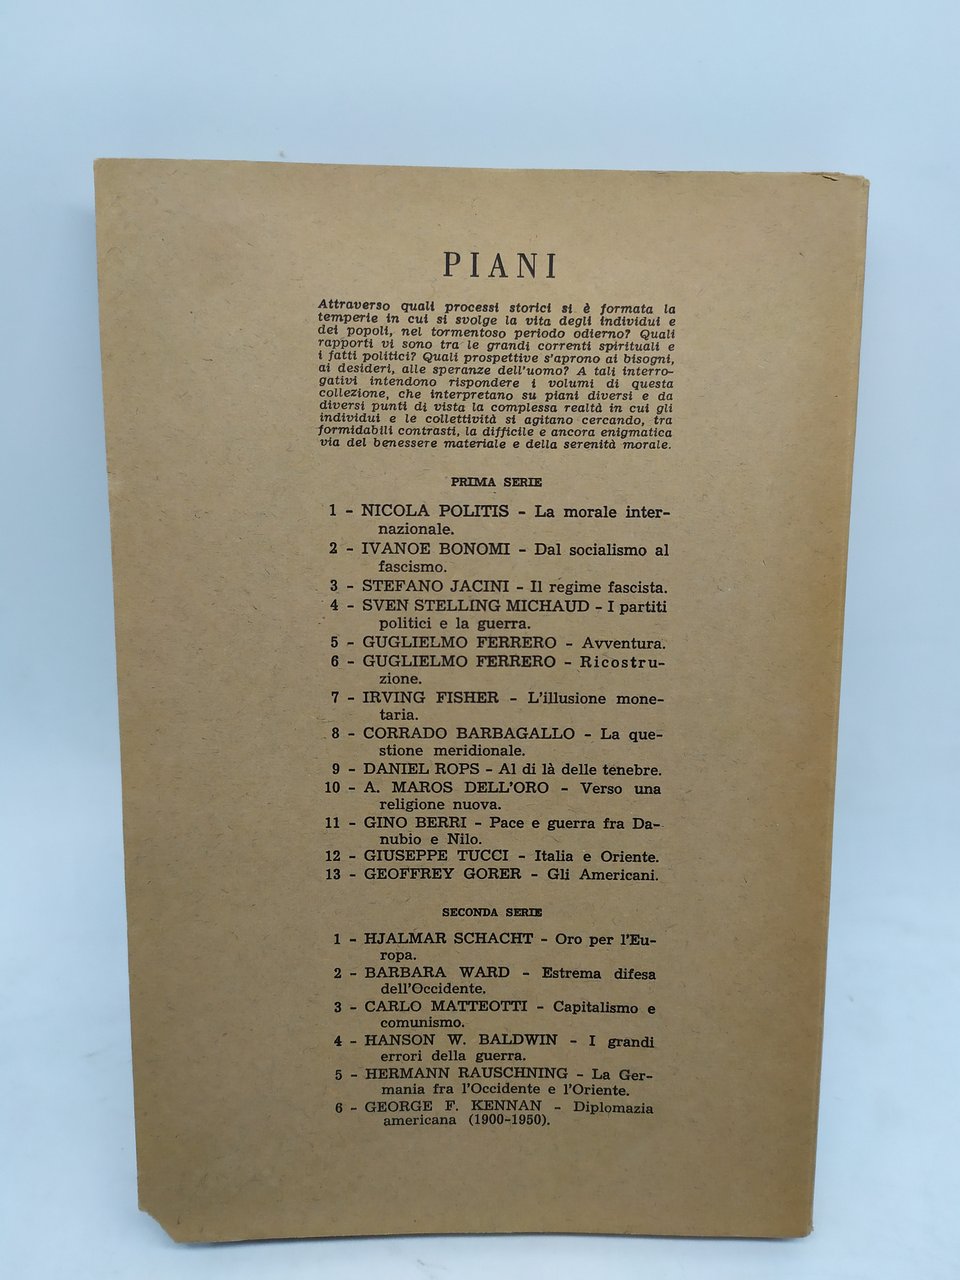 PIANI
Attraverso quali processi storici si è formata la
temperie in cui si svolge la vita degli individui e
dei popoli, nel tormentoso periodo odierno? Quali
rapporti vi sono tra le grandi correnti spirituali e
i fatti politici? Quali prospettive s'aprono ai bisogni,
ai desideri, alle speranze dell'uomo? A tali interro-
gativi intendono rispondere i volumi di questa
collezione, che interpretano su piani diversi e da
diversi punti di vista la complessa realtà in cui gli
individui e le collettività si agitano cercando, tra
formidabili contrasti, la difficile e ancora enigmatica
via del benessere materiale e della serenità morale.
PRIMA SERIE
1 - NICOLA POLITIS - La morale inter-
nazionale.
2 - IVANOE BONOMI - Dal socialismo al
fascismo.
3 - STEFANO JACINI - Il regime fascista.
4 - SVEN STELLING MICHAUD - I partiti
politici e la guerra.
5 - GUGLIELMO FERRERO - Avventura.
6 - GUGLIELMO FERRERO - Ricostru-
zione.
7 - IRVING FISHER - L'illusione mone-
taria.
8 - CORRADO BARBAGALLO - La que-
stione meridionale.
9 - DANIEL ROPS - Al di là delle tenebre.
10 - A. MAROS DELL'ORO - Verso una
religione nuova.
11 - GINO BERRI - Pace e guerra fra Da-
nubio e Nilo.
12 - GIUSEPPE TUCCI - Italia e Oriente.
13 - GEOFFREY GORER - Gli Americani.
SECONDA SERIE
1 - HJALMAR SCHACHT - Oro per l'Eu-
ropa.
2 - BARBARA WARD - Estrema difesa
dell'Occidente.
3 - CARLO MATTEOTTI - Capitalismo e
comunismo.
4 - HANSON W. BALDWIN - I grandi
errori della guerra.
5 - HERMANN RAUSCHNING - La Ger-
mania fra l'Occidente e l'Oriente.
6 - GEORGE F. KENNAN - Diplomazia
americana (1900-1950).